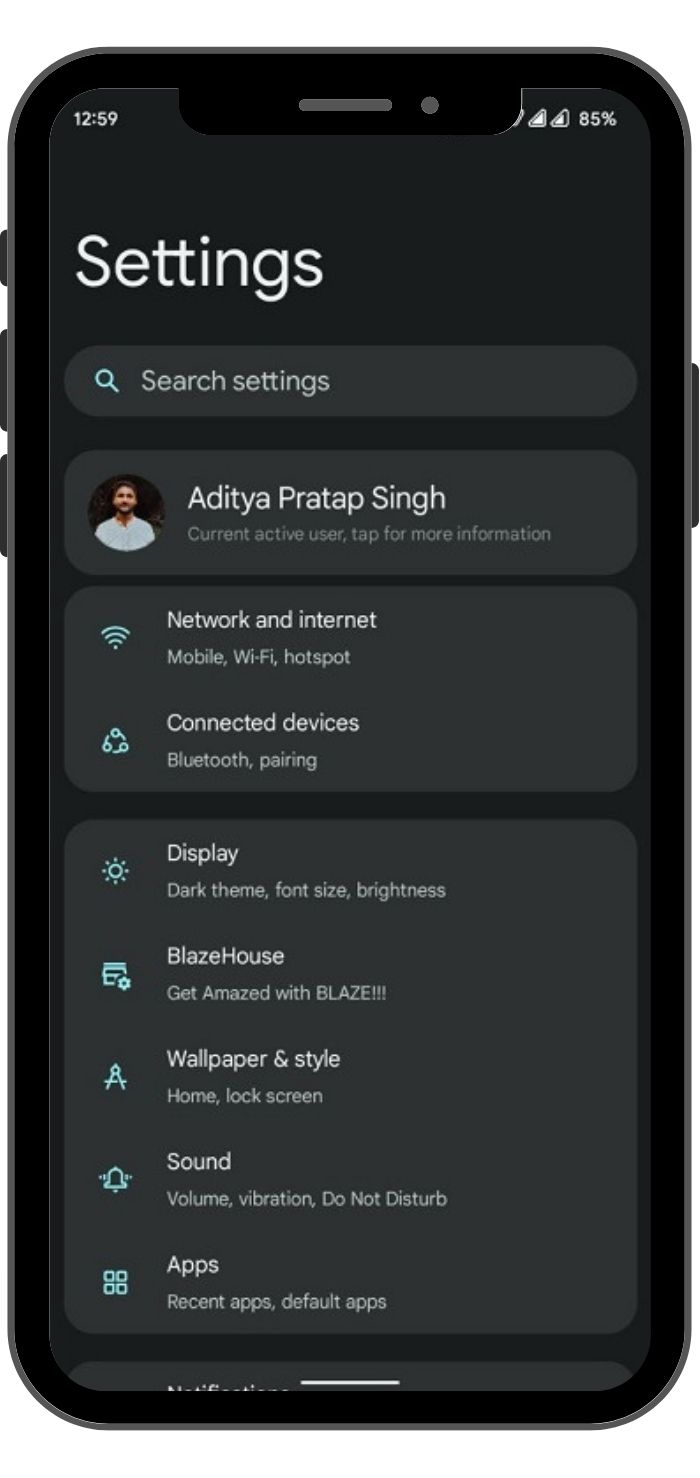 12:59
85%
Settings
Search settings
Aditya Pratap Singh
Current active user, tap for more information
Network and internet
Mobile, Wi-Fi, hotspot
Connected devices
Bluetooth, pairing
Display
Dark theme, font size, brightness
BlazeHouse
Get Amazed with BLAZE!!!
Wallpaper & style
Home, lock screen
Sound
Volume, vibration, Do Not Disturb
Apps
Recent apps, default apps
Notifications